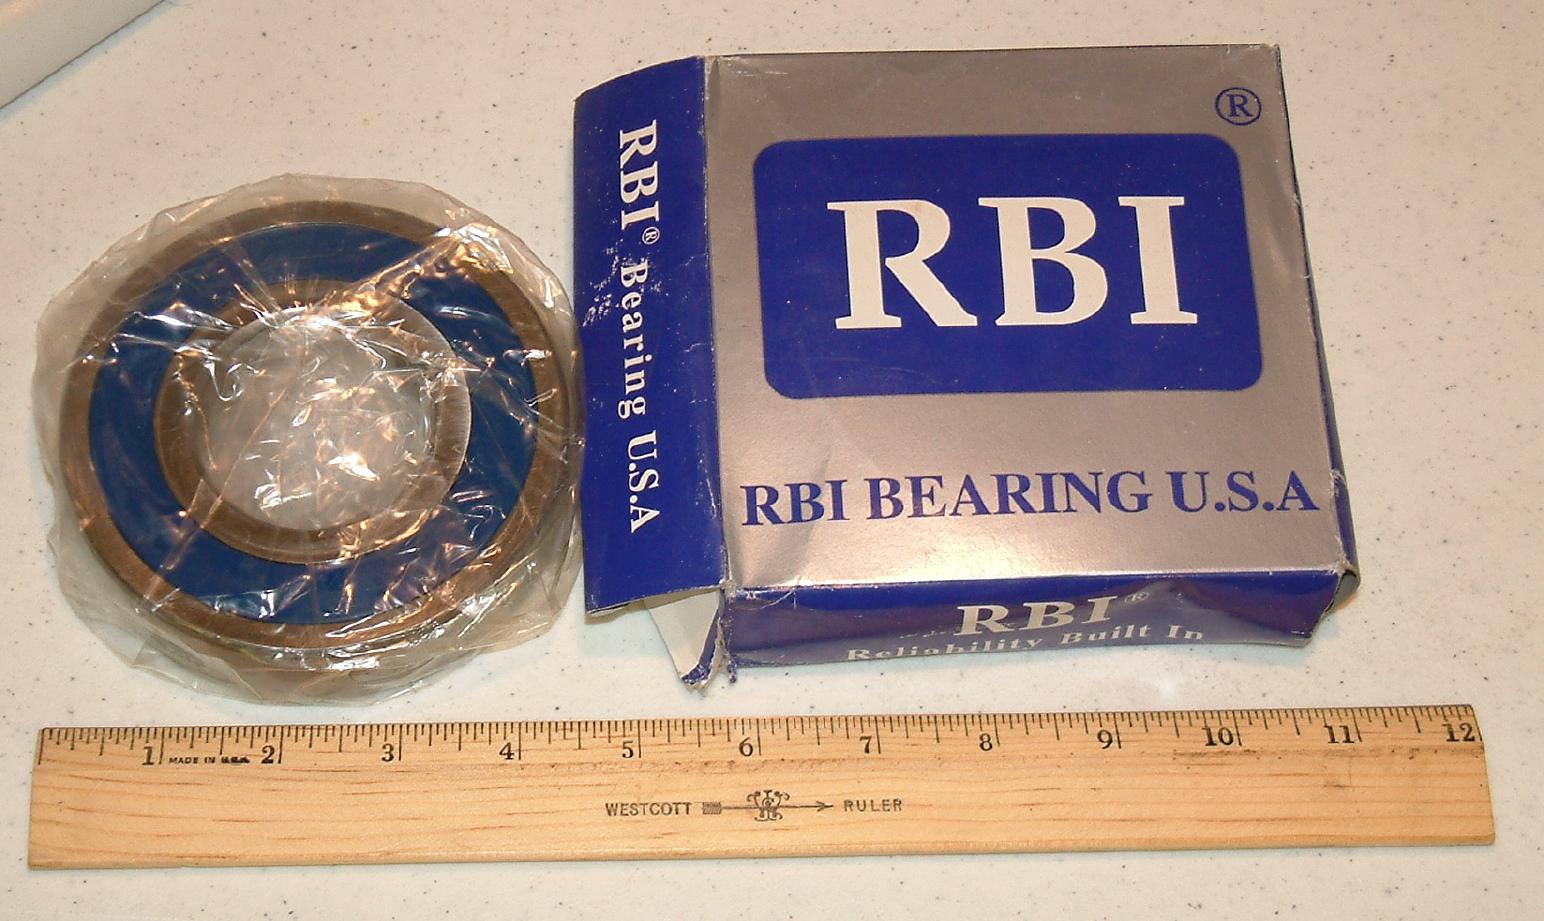 RBI® Bearing U.S.A
®
RBI
RBI BEARING U.S.A
RBI®
Reliability Built In
1 2 3 4 5 6 7 8 9 10 11 12
MADE IN U.S.A.
WESTCOTT RULER